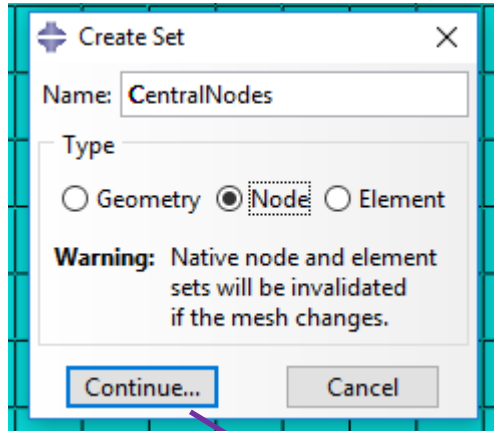 Create Set
Name: CentralNodes
Type
Geometry Node Element
Warning: Native node and element
sets will be invalidated
if the mesh changes.
Continue... Cancel